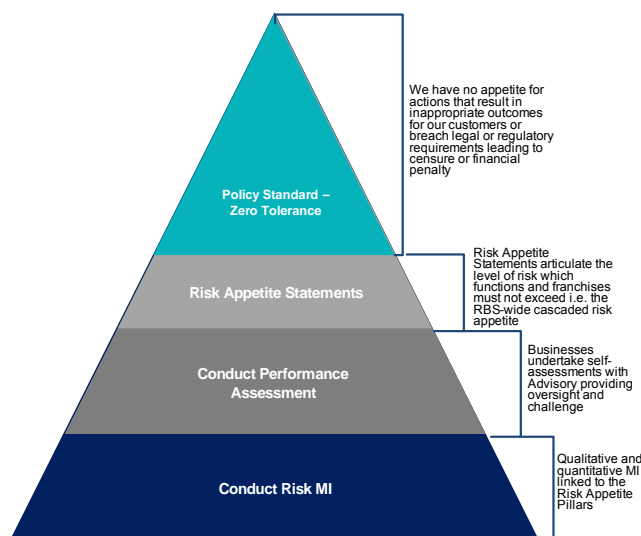 We have no appetite for
actions that result in
inappropriate outcomes
for our customers or
breach legal or regulatory
requirements leading to
censure or financial
penalty
Policy Standard –
Zero Tolerance
Risk Appetite
Statements articulate the
level of risk which
functions and franchises
must not exceed i.e. the
RBS-wide cascaded risk
appetite
Risk Appetite Statements
Businesses
undertake self-
assessments with
Advisory providing
oversight and
challenge
Conduct Performance
Assessment
Qualitative and
quantitative MI
linked to the
Risk Appetite
Pillars
Conduct Risk MI